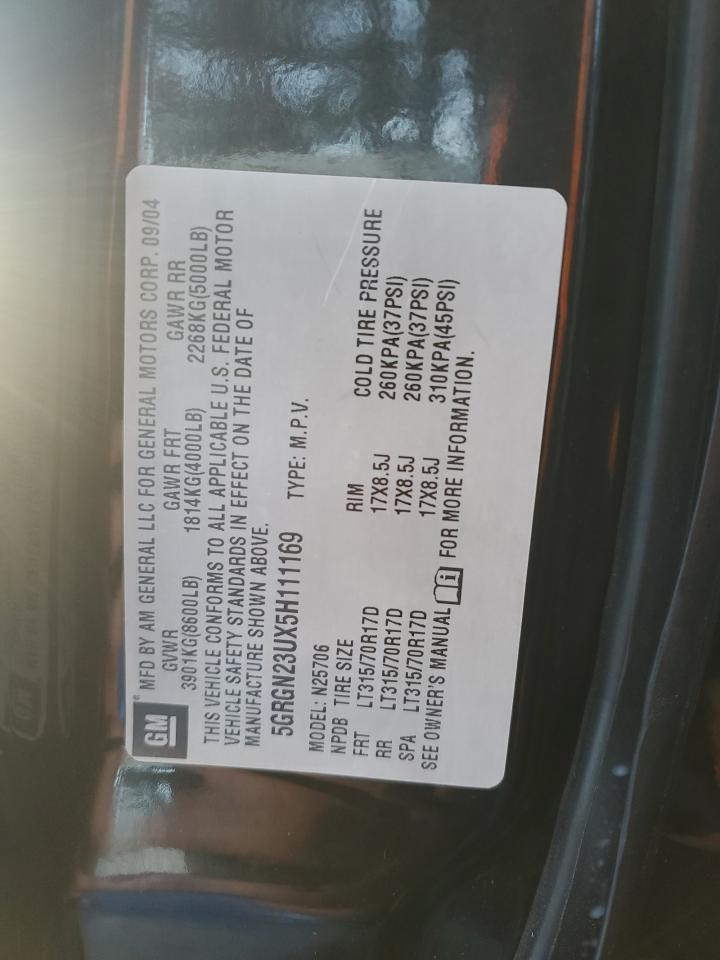 GM
MFD BY AM GENERAL LLC FOR GENERAL MOTORS CORP. 09/04
GVWR GAWR FRT GAWR RR
3901KG(8600LB) 1814KG(4000LB) 2268KG(5000LB)
THIS VEHICLE CONFORMS TO ALL APPLICABLE U.S. FEDERAL MOTOR
VEHICLE SAFETY STANDARDS IN EFFECT ON THE DATE OF
MANUFACTURE SHOWN ABOVE.
5GRGN23UX5H111169 TYPE: M.P.V.
MODEL: N25706
NPDB TIRE SIZE RIM COLD TIRE PRESSURE
FRT LT315/70R17D 17X8.5J 260KPA(37PSI)
RR LT315/70R17D 17X8.5J 260KPA(37PSI)
SPA LT315/70R17D 17X8.5J 310KPA(45PSI)
SEE OWNER'S MANUAL FOR MORE INFORMATION.